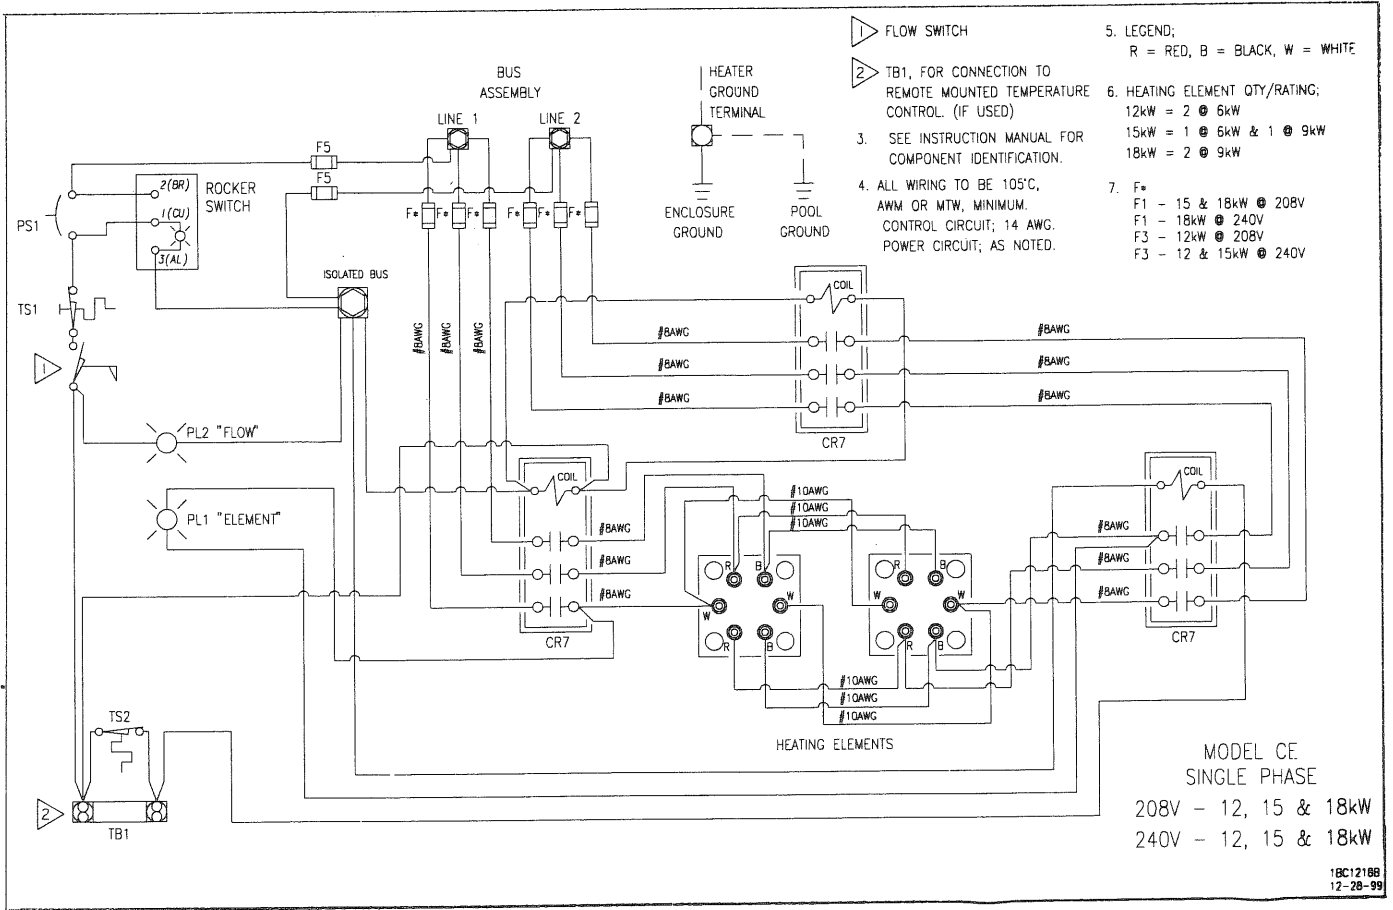 1 FLOW SWITCH
2 TB1, FOR CONNECTION TO
REMOTE MOUNTED TEMPERATURE
CONTROL. (IF USED)
3. SEE INSTRUCTION MANUAL FOR
COMPONENT IDENTIFICATION.
4. ALL WIRING TO BE 105°C,
AWM OR MTW, MINIMUM.
CONTROL CIRCUIT; 14 AWG.
POWER CIRCUIT; AS NOTED.
5. LEGEND;
R = RED, B = BLACK, W = WHITE
6. HEATING ELEMENT QTY/RATING;
12kW = 2 @ 6kW
15kW = 1 @ 6kW & 1 @ 9kW
18kW = 2 @ 9kW
7. F*
F1 - 15 & 18kW @ 208V
F1 - 18kW @ 240V
F3 - 12kW @ 208V
F3 - 12 & 15kW @ 240V
BUS
ASSEMBLY
LINE 1
LINE 2
HEATER
GROUND
TERMINAL
ENCLOSURE
GROUND
POOL
GROUND
F5
F5
F*
F*
F*
F*
F*
F*
2(BR)
1(CU)
3(AL)
ROCKER
SWITCH
PS1
TS1
1
ISOLATED BUS
#8AWG
#8AWG
#8AWG
COIL
#8AWG
#8AWG
#8AWG
CR7
#8AWG
#8AWG
#8AWG
PL2 "FLOW"
PL1 "ELEMENT"
COIL
CR7
#8AWG
#8AWG
#8AWG
#10AWG
#10AWG
#10AWG
R
B
W
W
R
B
R
B
W
W
R
B
#10AWG
#10AWG
#10AWG
HEATING ELEMENTS
COIL
#8AWG
#8AWG
#8AWG
CR7
TS2
2
TB1
MODEL CE
SINGLE PHASE
208V - 12, 15 & 18kW
240V - 12, 15 & 18kW
1BC1216B
12-28-99